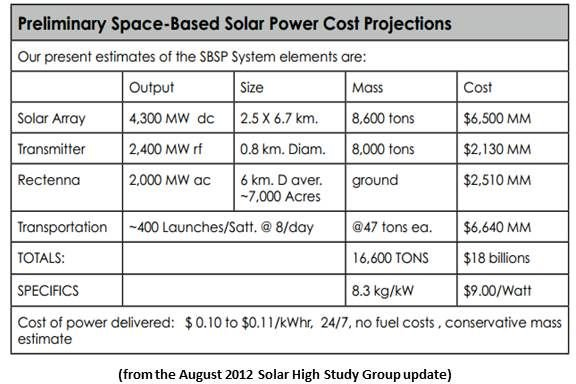 Preliminary Space-Based Solar Power Cost Projections
Our present estimates of the SBSP System elements are:
Output Size Mass Cost
Solar Array 4,300 MW dc 2.5 X 6.7 km. 8,600 tons $6,500 MM
Transmitter 2,400 MW rf 0.8 km. Diam. 8,000 tons $2,130 MM
Rectenna 2,000 MW ac 6 km. D aver. ground $2,510 MM
~7,000 Acres
Transportation ~400 Launches/Satt. @ 8/day @47 tons ea. $6,640 MM
TOTALS: 16,600 TONS $18 billions
SPECIFICS 8.3 kg/kW $9.00/Watt
Cost of power delivered: $ 0.10 to $0.11/kWhr, 24/7, no fuel costs , conservative mass
estimate
(from the August 2012 Solar High Study Group update)